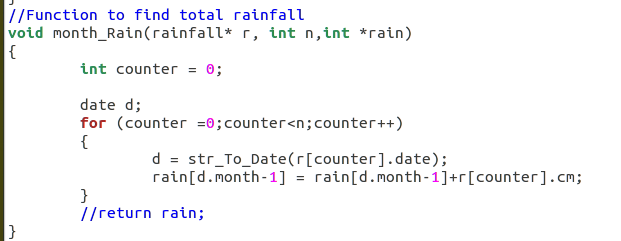 }
//Function to find total rainfall
void month_Rain(rainfall* r, int n,int *rain)
{
        int counter = 0;

        date d;
        for (counter =0;counter<n;counter++)
        {
                d = str_To_Date(r[counter].date);
                rain[d.month-1] = rain[d.month-1]+r[counter].cm;
        }
        //return rain;
}